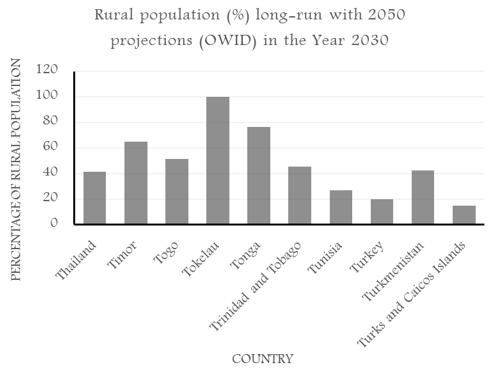 Rural population (%) long-run with 2050
projections (OWID) in the Year 2030
PERCENTAGE OF RURAL POPULATION
120
100
80
60
40
20
0
Thailand
Timor
Togo
Tokelau
Tonga
Trinidad and Tobago
Tunisia
Turkey
Turkmenistan
Turks and Caicos Islands
COUNTRY